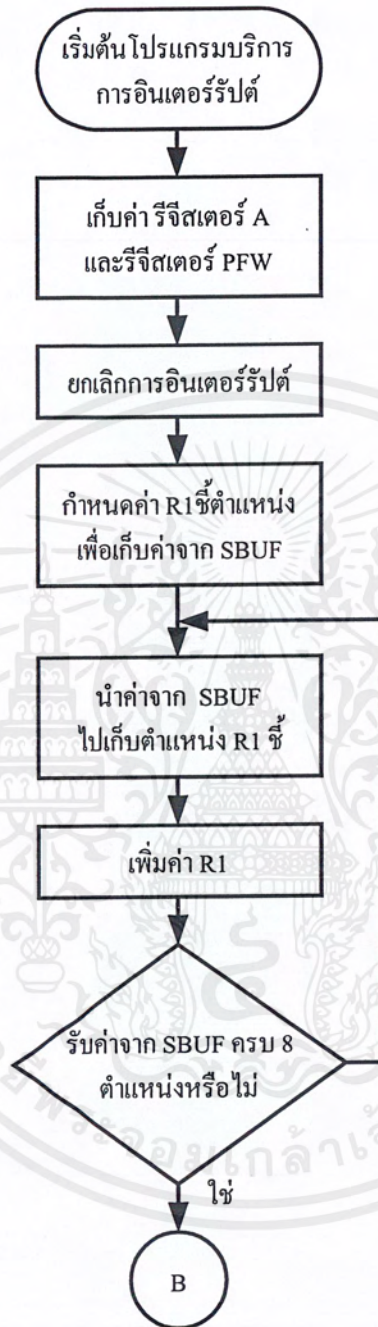 เริ่มต้นโปรแกรมบริการ
การอินเตอร์รัปต์
เก็บค่า รีจีสเตอร์ A
และรีจีสเตอร์ PFW
ยกเลิกการอินเตอร์รัปต์
กำหนดค่า R1ชี้ตำแหน่ง
เพื่อเก็บค่าจาก SBUF
นำค่าจาก SBUF
ไปเก็บตำแหน่ง R1 ชี้
เพิ่มค่า R1
รับค่าจาก SBUF ครบ 8
ตำแหน่งหรือไม่
ใช่
B